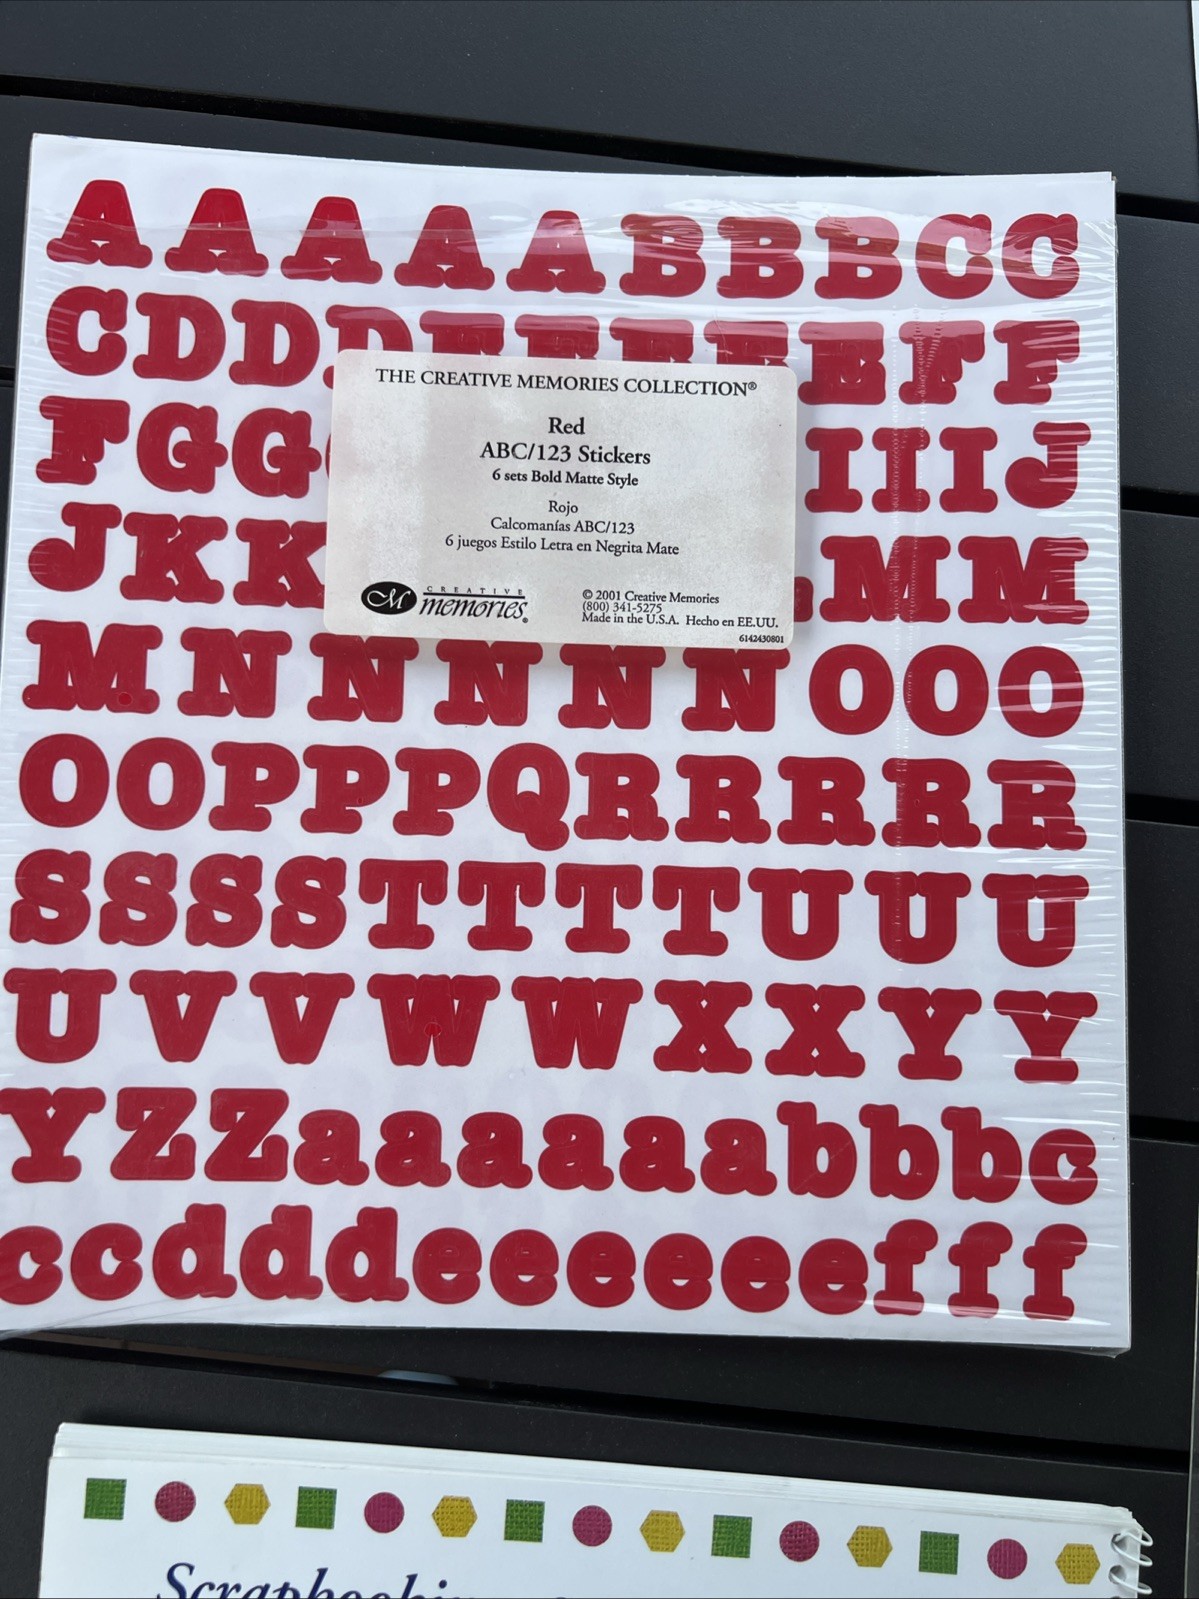 A A A A A B B B C C
C D D D E E E E E F F
F G G I I I J
J K K M M
M N N N N N O O O
O O P P P Q R R R R R
S S S S T T T T U U U
U V V W W X X Y Y
Y Z Z a a a a a a b b b c
c c d d d e e e e e e f f f
THE CREATIVE MEMORIES COLLECTION®
Red
ABC/123 Stickers
6 sets Bold Matte Style
Rojo
Calcomanías ABC/123
6 juegos Estilo Letra en Negrita Mate
CM CREATIVE
memories®
© 2001 Creative Memories
(800) 341-5275
Made in the U.S.A. Hecho en EE.UU.
6142430801